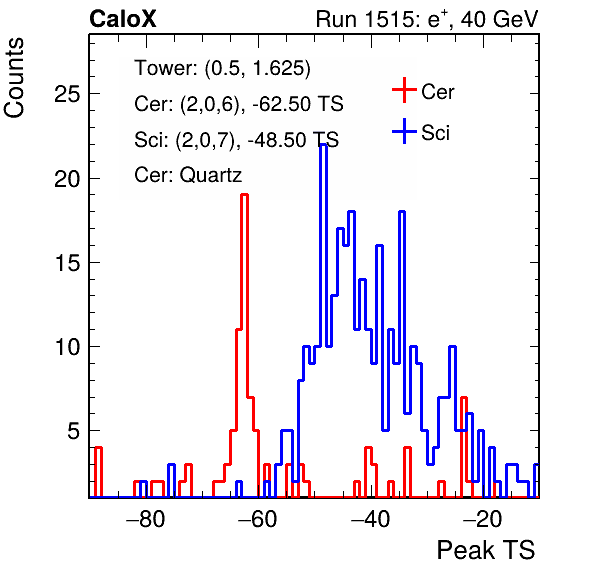 CaloX Run 1515: e⁺, 40 GeV
Counts
Tower: (0.5, 1.625)
Cer: (2,0,6), -62.50 TS
Sci: (2,0,7), -48.50 TS
Cer: Quartz
Cer
Sci
25
20
15
10
5
−80 −60 −40 −20
Peak TS